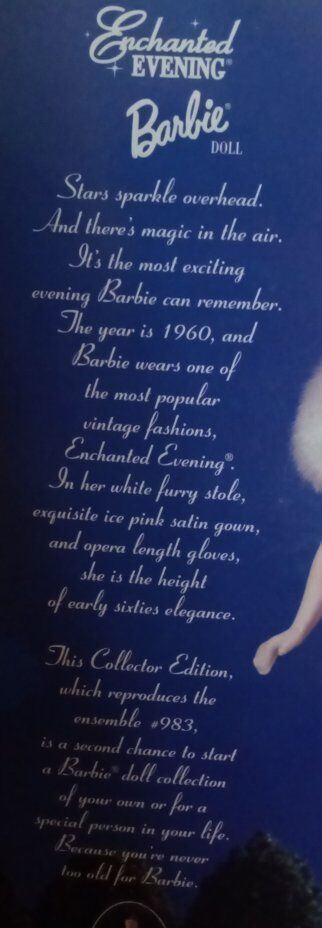 Enchanted
EVENING®
Barbie®
DOLL
Stars sparkle overhead.
And there's magic in the air.
It's the most exciting
evening Barbie can remember.
The year is 1960, and
Barbie wears one of
the most popular
vintage fashions,
Enchanted Evening®.
In her white furry stole,
exquisite ice pink satin gown,
and opera length gloves,
she is the height
of early sixties elegance.
This Collector Edition,
which reproduces the
ensemble #983,
is a second chance to start
a Barbie® doll collection
of your own or for a
special person in your life.
Because you're never
too old for Barbie.